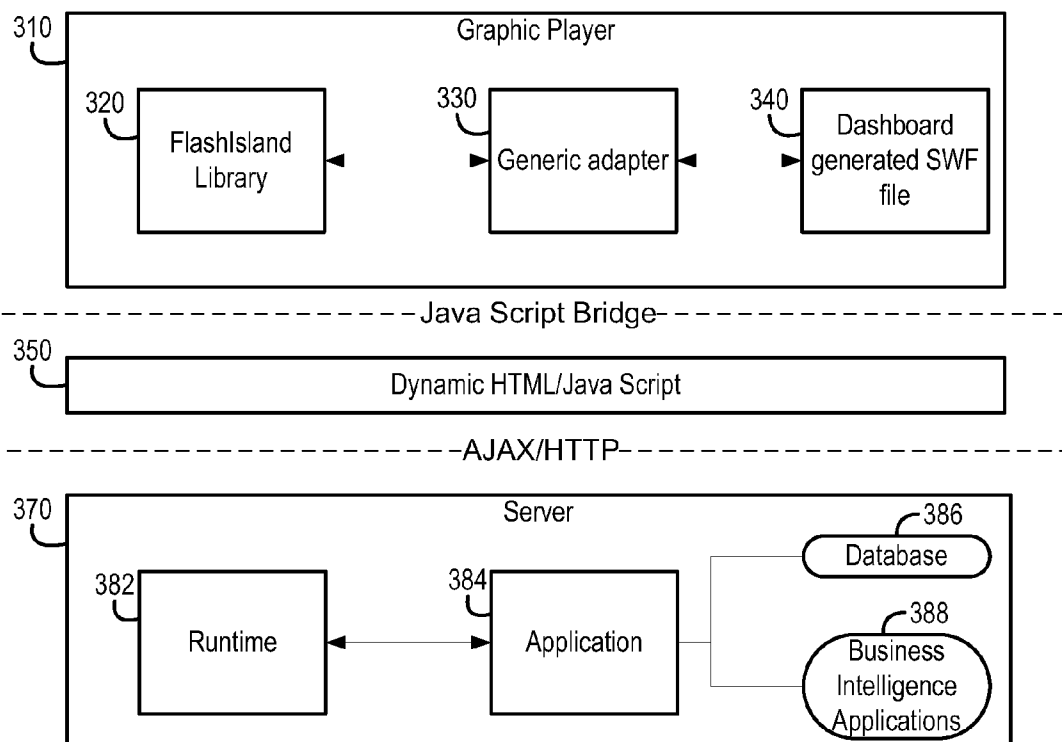 310
Graphic Player
320
FlashIsland
Library
330
Generic adapter
340
Dashboard
generated SWF
file
Java Script Bridge
350
Dynamic HTML/Java Script
AJAX/HTTP
370
Server
382
Runtime
384
Application
386
Database
388
Business
Intelligence
Applications